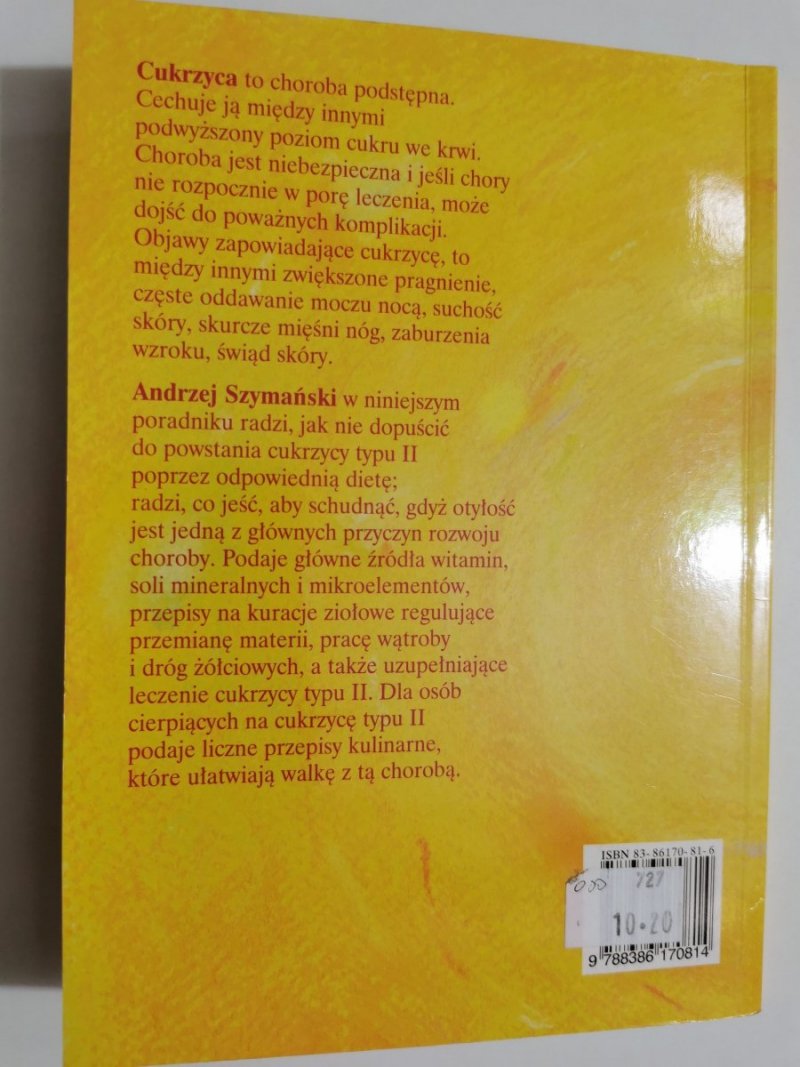 Cukrzyca to choroba podstępna.
Cechuje ją między innymi
podwyższony poziom cukru we krwi.
Choroba jest niebezpieczna i jeśli chory
nie rozpocznie w porę leczenia, może
dojść do poważnych komplikacji.
Objawy zapowiadające cukrzycę, to
między innymi zwiększone pragnienie,
częste oddawanie moczu nocą, suchość
skóry, skurcze mięśni nóg, zaburzenia
wzroku, świąd skóry.
Andrzej Szymański w niniejszym
poradniku radzi, jak nie dopuścić
do powstania cukrzycy typu II
poprzez odpowiednią dietę;
radzi, co jeść, aby schudnąć, gdyż otyłość
jest jedną z głównych przyczyn rozwoju
choroby. Podaje główne źródła witamin,
soli mineralnych i mikroelementów,
przepisy na kuracje ziołowe regulujące
przemianę materii, pracę wątroby
i dróg żółciowych, a także uzupełniające
leczenie cukrzycy typu II. Dla osób
cierpiących na cukrzycę typu II
podaje liczne przepisy kulinarne,
które ułatwiają walkę z tą chorobą.
ISBN 83-86170-81-6
727
10.20
9 788386 170814